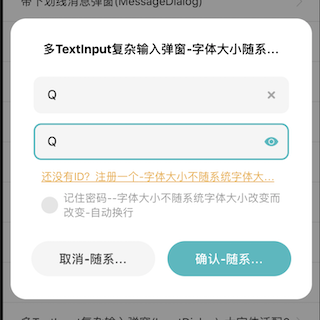 带下划线消息弹窗(MessageDialog)
多TextInput复杂输入弹窗-字体大小随系...
Q
Q
还没有ID？注册一个-字体大小不随系统字体大...
记住密码--字体大小不随系统字体大小改变而
改变-自动换行
取消-随系...
确认-随系...